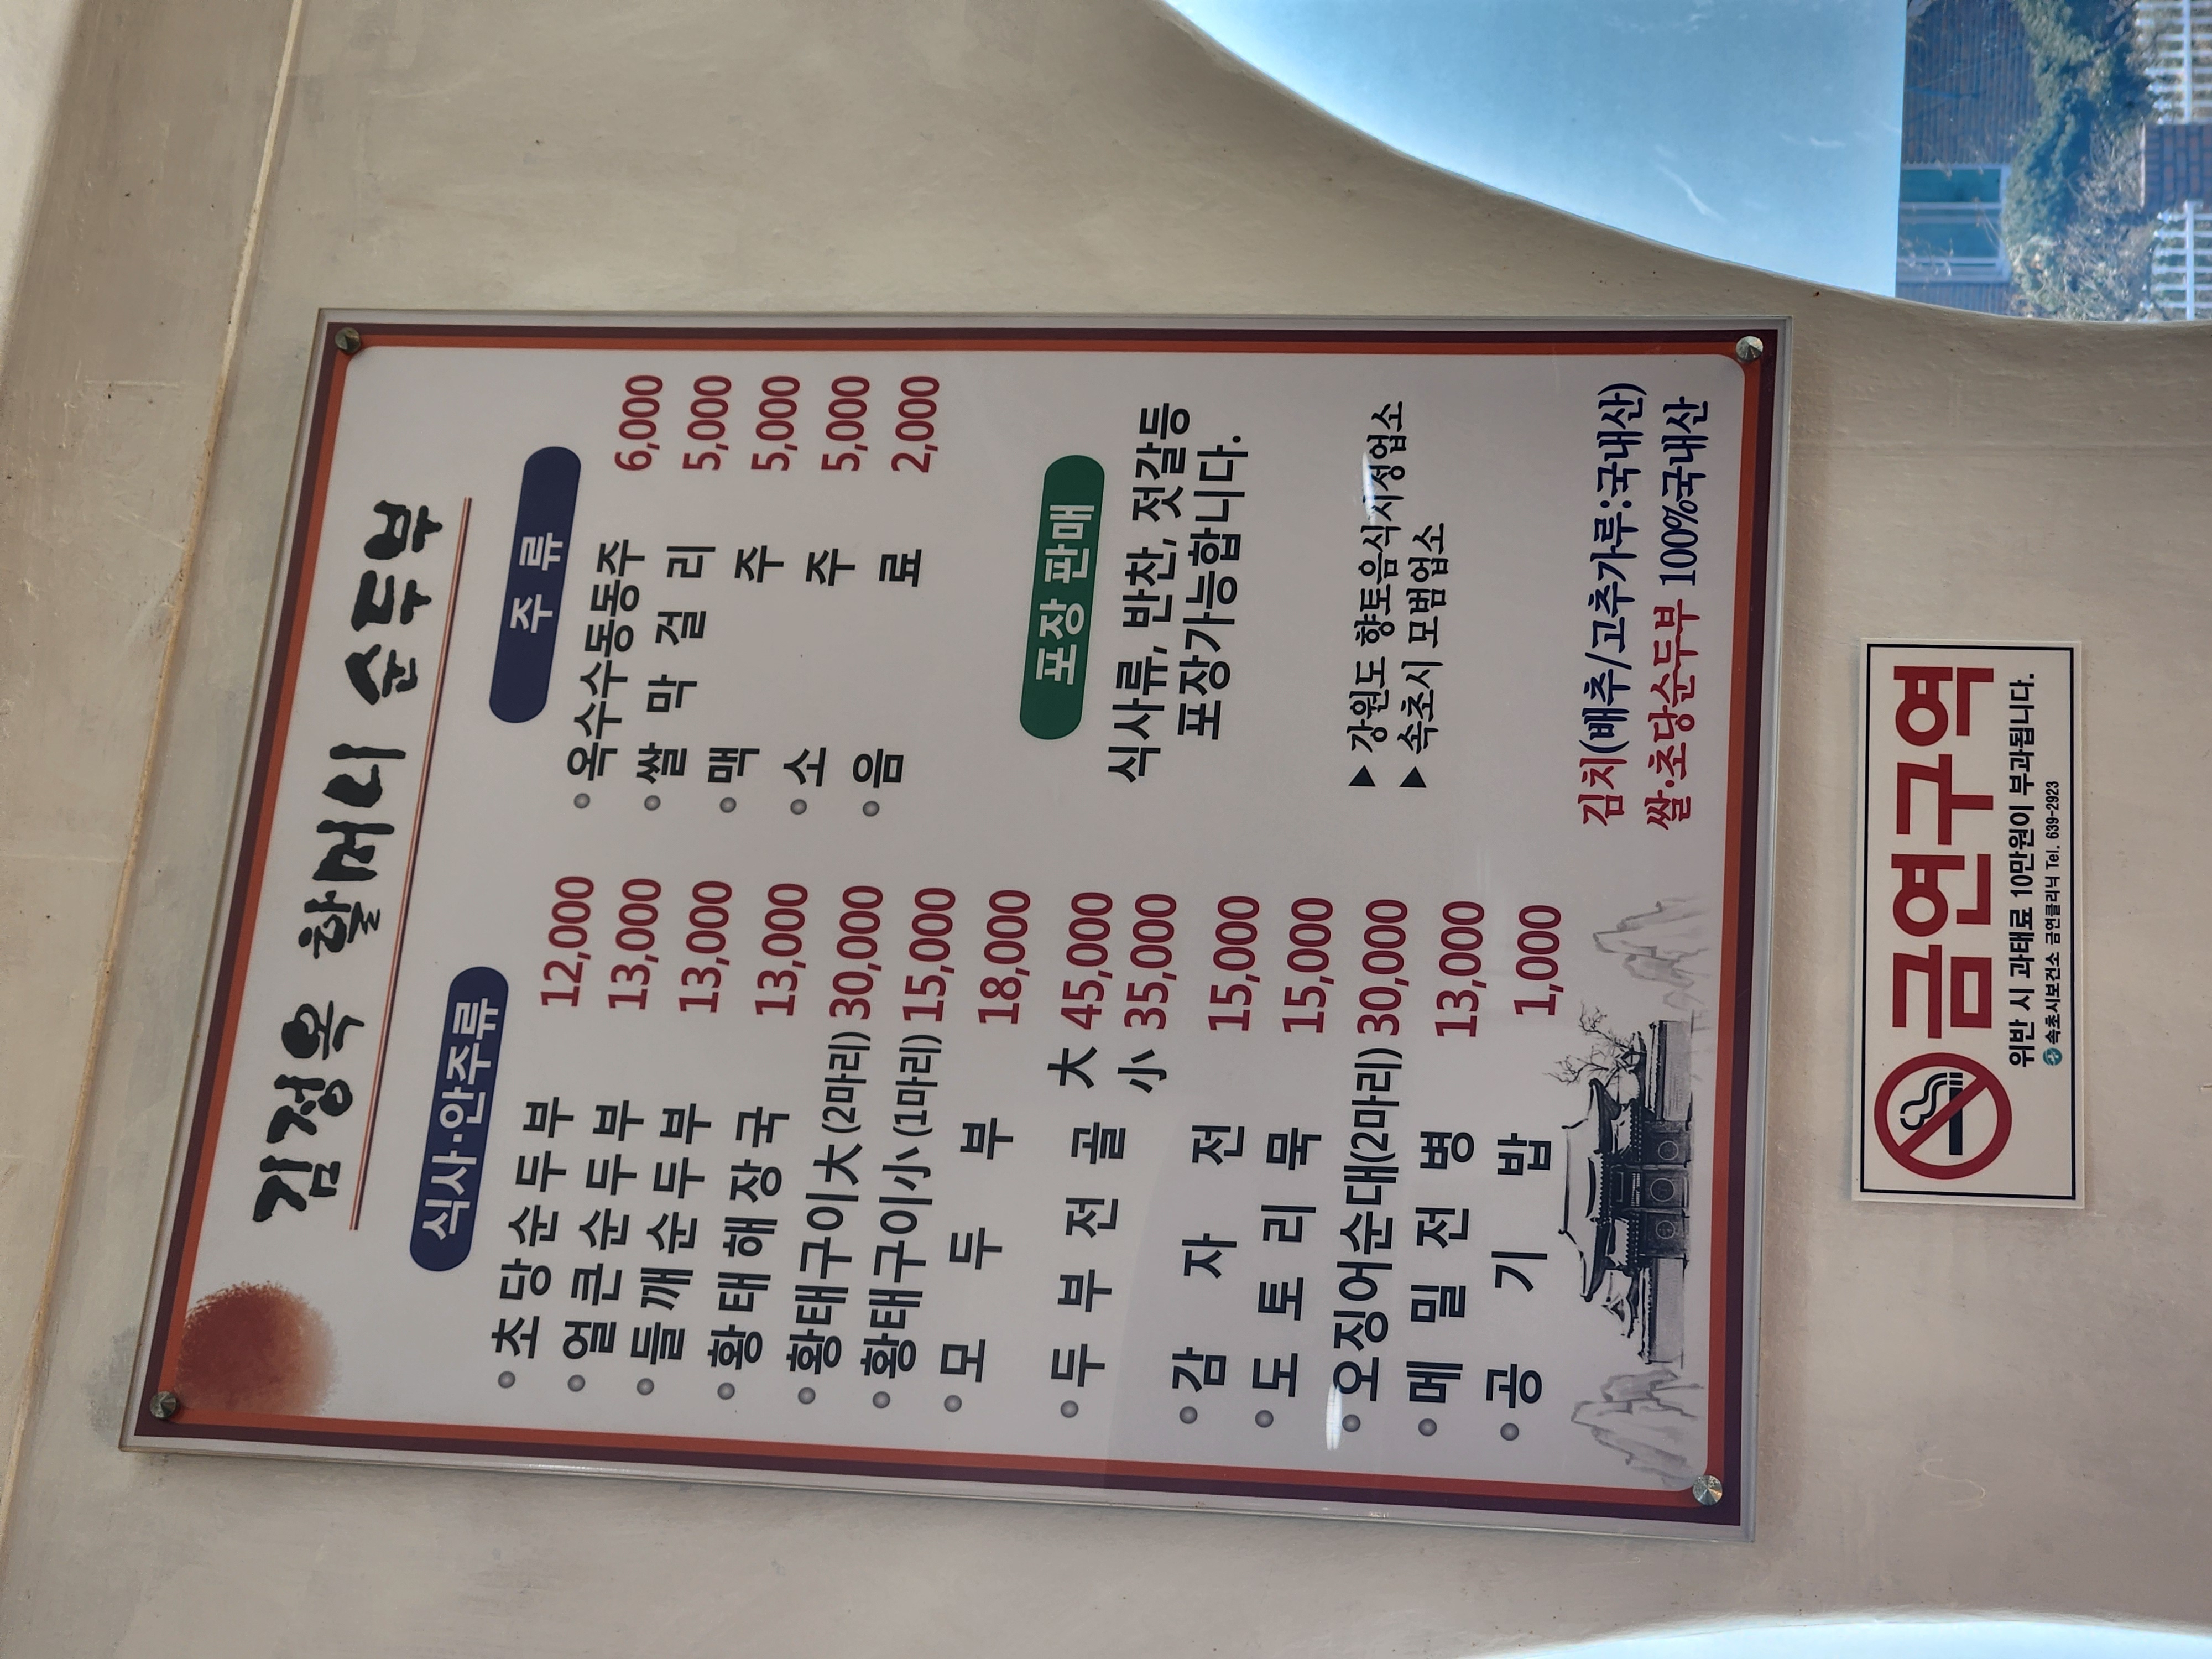 김정옥 할머니 순두부
식사·안주류
초당순두부 12,000
얼큰순두부 13,000
들깨순두부 13,000
황태해장국 13,000
황태구이大(2마리) 30,000
황태구이小(1마리) 15,000
모두부 18,000
두부전골 大 45,000
小 35,000
감자전 15,000
도토리묵 15,000
오징어순대(2마리) 30,000
메밀전병 13,000
공기밥 1,000
주류
옥수수동동주 6,000
쌀막걸리 5,000
맥주 5,000
소주 5,000
음료 2,000
포장 판매
식사류, 반찬, 젓갈등
포장가능합니다.
▶강원도 향토음식지정업소
▶속초시 모범업소
김치(배추/고추가루:국내산)
쌀·초당순두부 100%국내산
금연구역
위반 시 과태료 10만원이 부과됩니다.
속초시보건소 금연클리닉 Tel. 639-2923